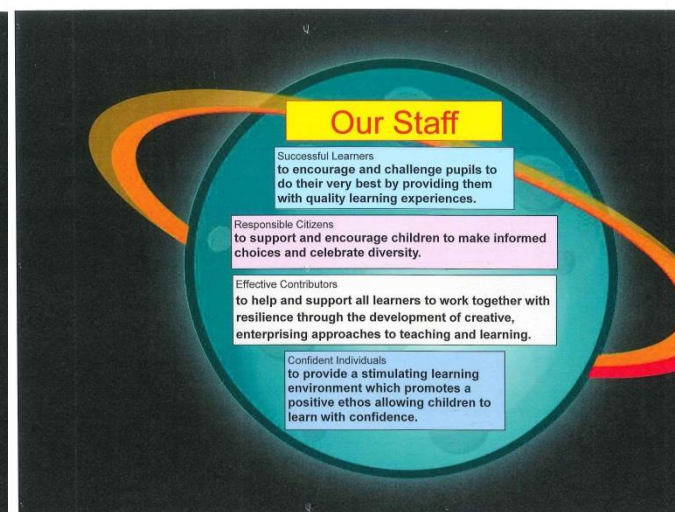 Our Staff
Successful Learners
to encourage and challenge pupils to
do their very best by providing them
with quality learning experiences.
Responsible Citizens
to support and encourage children to make informed
choices and celebrate diversity.
Effective Contributors
to help and support all learners to work together with
resilience through the development of creative,
enterprising approaches to teaching and learning.
Confident Individuals
to provide a stimulating learning
environment which promotes a
positive ethos allowing children to
learn with confidence.